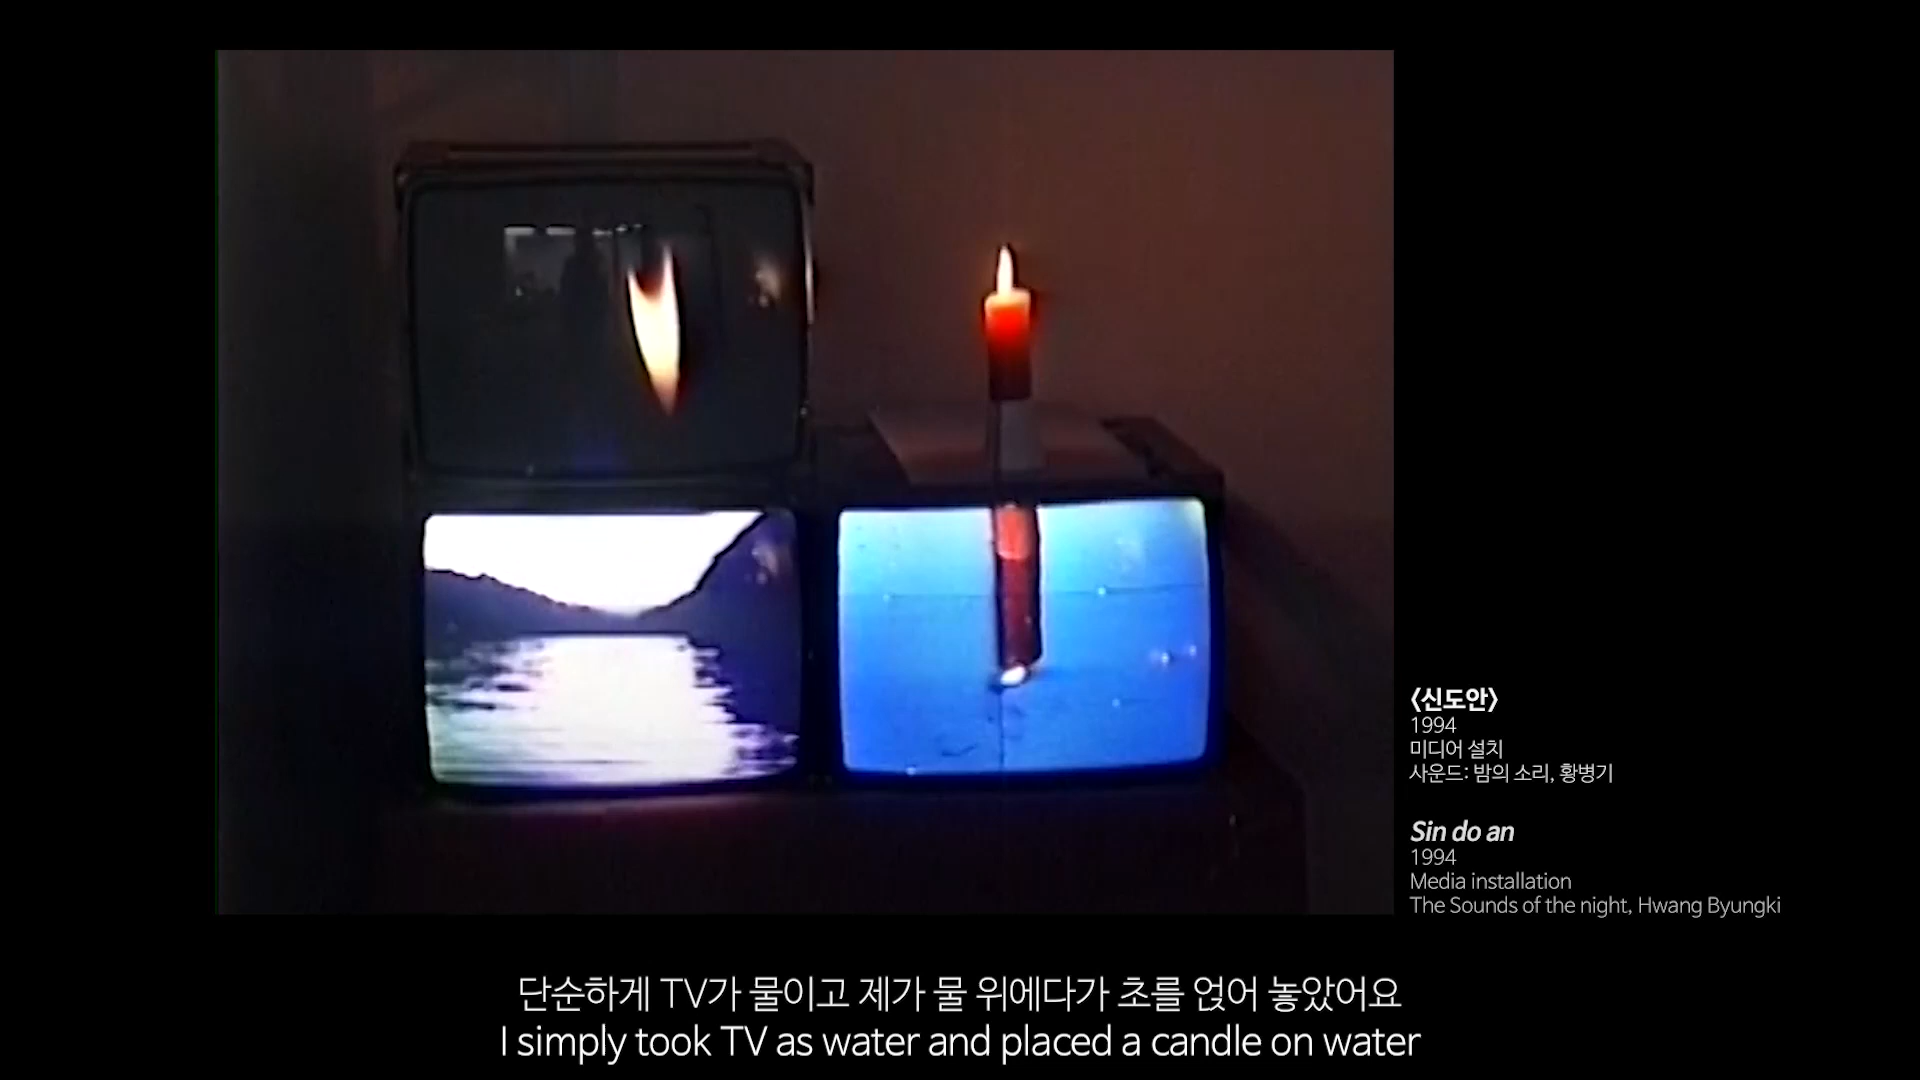 〈신도안〉
1994
미디어 설치
사운드: 밤의 소리, 황병기
Sin do an
1994
Media installation
The Sounds of the night, Hwang Byungki
단순하게 TV가 물이고 제가 물 위에다가 초를 얹어 놓았어요
I simply took TV as water and placed a candle on water